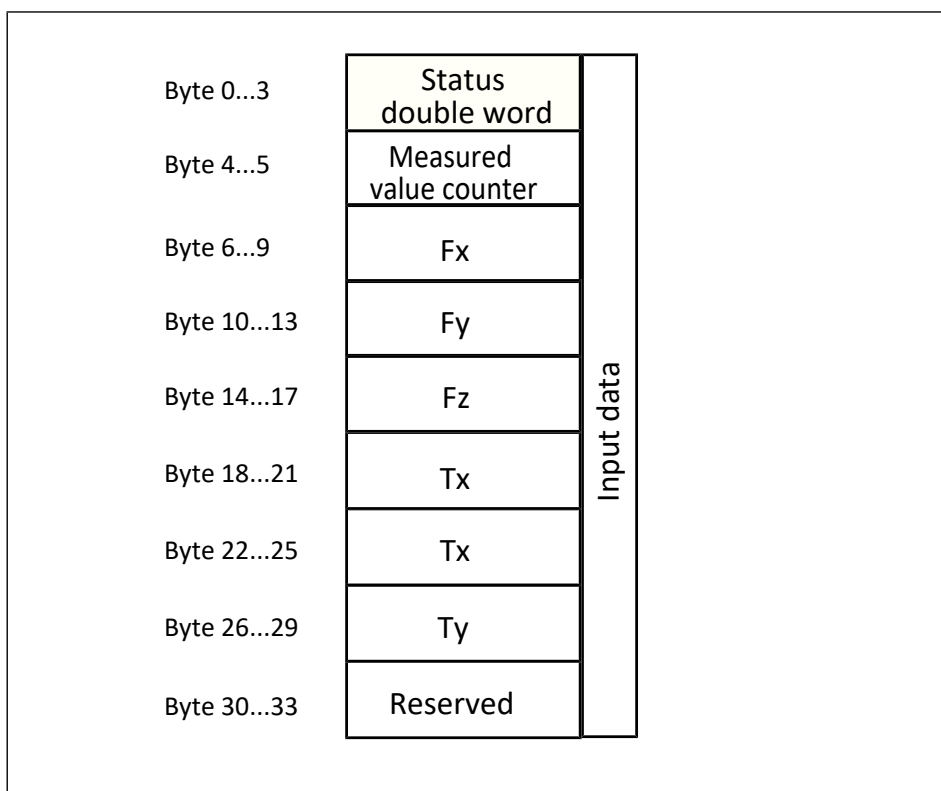 Byte 0...3
Status
double word
Byte 4...5
Measured
value counter
Byte 6...9
Fx
Byte 10...13
Fy
Byte 14...17
Fz
Byte 18...21
Tx
Byte 22...25
Tx
Byte 26...29
Ty
Byte 30...33
Reserved
Input data